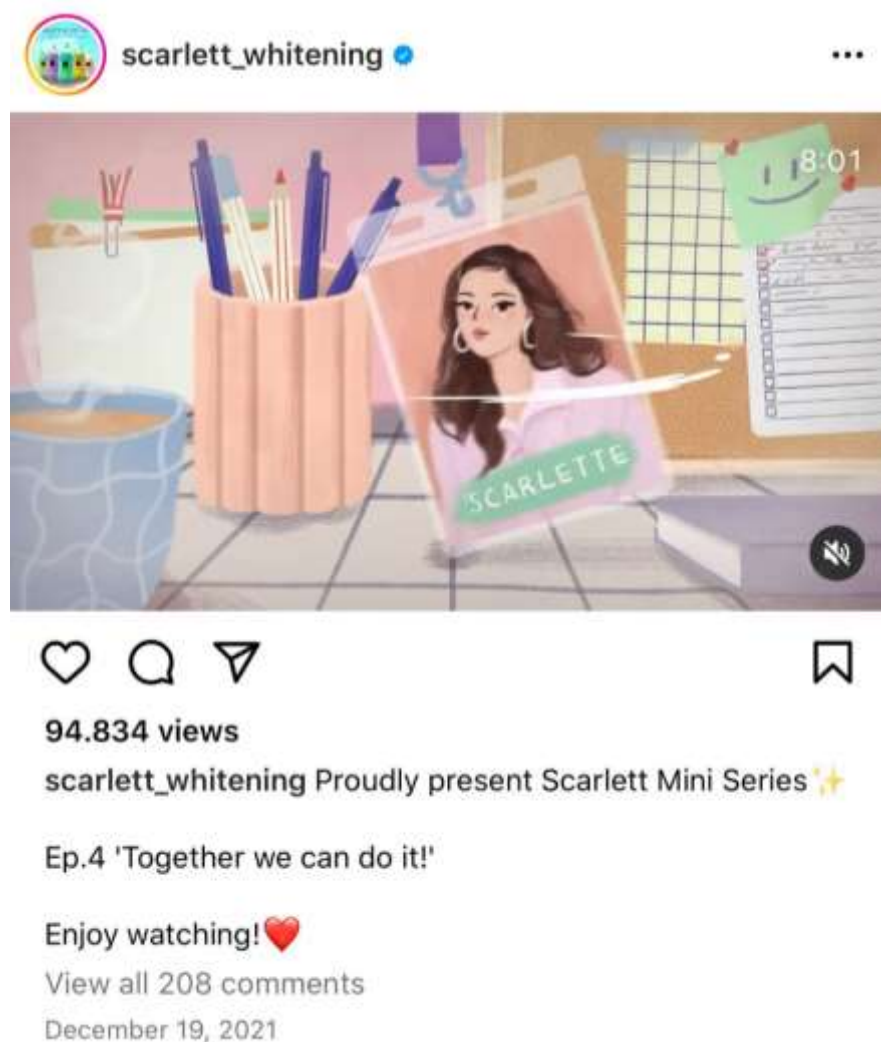 scarlett_whitening
8:01
SCARLETTE
94.834 views
scarlett_whitening Proudly present Scarlett Mini Series✨
Ep.4 'Together we can do it!'
Enjoy watching!❤️
View all 208 comments
December 19, 2021